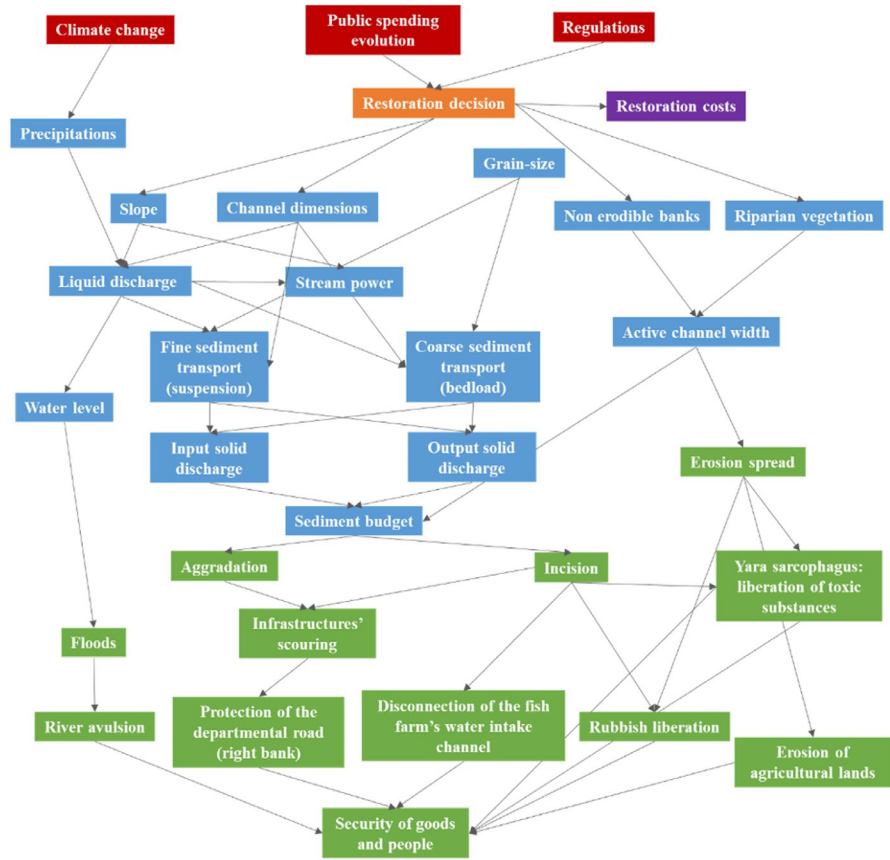 Climate change
Public spending
evolution
Regulations
Restoration decision
Restoration costs
Precipitations
Grain-size
Slope
Channel dimensions
Non erodible banks
Riparian vegetation
Liquid discharge
Stream power
Active channel width
Fine sediment
transport
(suspension)
Coarse sediment
transport
(bedload)
Water level
Input solid
discharge
Output solid
discharge
Erosion spread
Sediment budget
Aggradation
Incision
Yara sarcophagus:
liberation of toxic
substances
Infrastructures’
scouring
Floods
River avulsion
Protection of the
departmental road
(right bank)
Disconnection of the fish
farm’s water intake
channel
Rubbish liberation
Erosion of
agricultural lands
Security of goods
and people